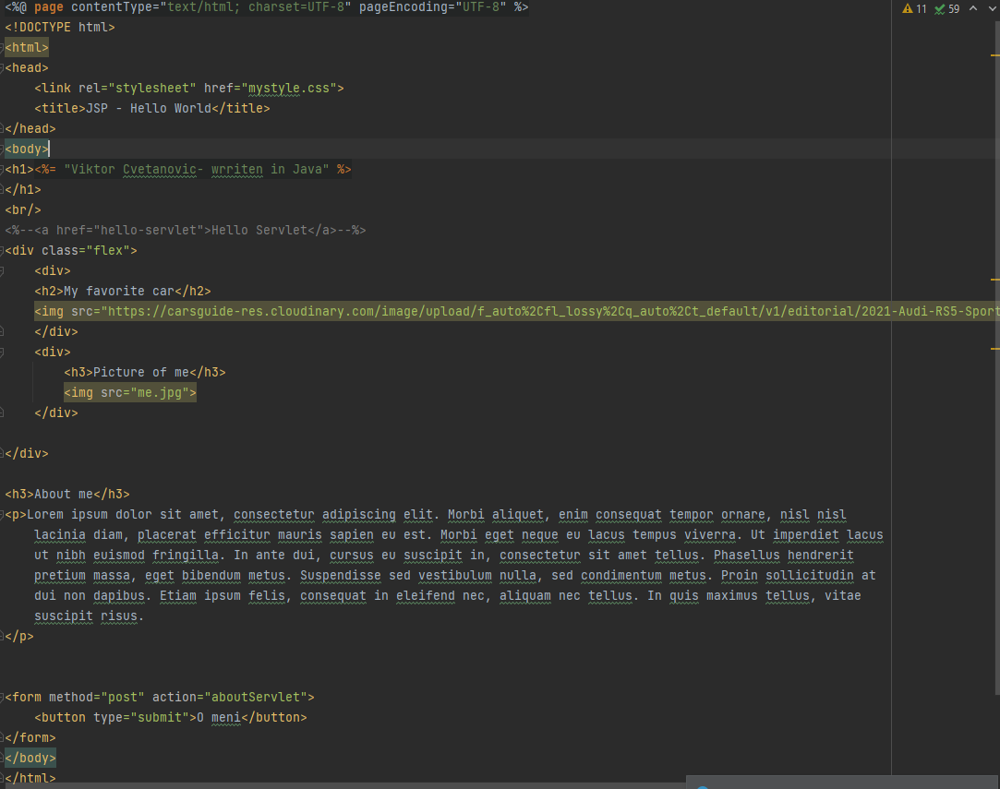 <%@ page contentType="text/html; charset=UTF-8" pageEncoding="UTF-8" %>
11 59
<!DOCTYPE html>
<html>
<head>
    <link rel="stylesheet" href="mystyle.css">
    <title>JSP - Hello World</title>
</head>
<body>
<h1><%= "Viktor Cvetanovic- wrriten in Java" %>
</h1>
<br/>
<%--<a href="hello-servlet">Hello Servlet</a>--%>
<div class="flex">
    <div>
    <h2>My favorite car</h2>
    <img src="https://carsguide-res.cloudinary.com/image/upload/f_auto%2Cfl_lossy%2Cq_auto%2Ct_default/v1/editorial/2021-Audi-RS5-Sport
    </div>
    <div>
        <h3>Picture of me</h3>
        <img src="me.jpg">
    </div>
</div>
<h3>About me</h3>
<p>Lorem ipsum dolor sit amet, consectetur adipiscing elit. Morbi aliquet, enim consequat tempor ornare, nisl nisl
    lacinia diam, placerat efficitur mauris sapien eu est. Morbi eget neque eu lacus tempus viverra. Ut imperdiet lacus
    ut nibh euismod fringilla. In ante dui, cursus eu suscipit in, consectetur sit amet tellus. Phasellus hendrerit
    pretium massa, eget bibendum metus. Suspendisse sed vestibulum nulla, sed condimentum metus. Proin sollicitudin at
    dui non dapibus. Etiam ipsum felis, consequat in eleifend nec, aliquam nec tellus. In quis maximus tellus, vitae
    suscipit risus.
</p>
<form method="post" action="aboutServlet">
    <button type="submit">O meni</button>
</form>
</body>
</html>